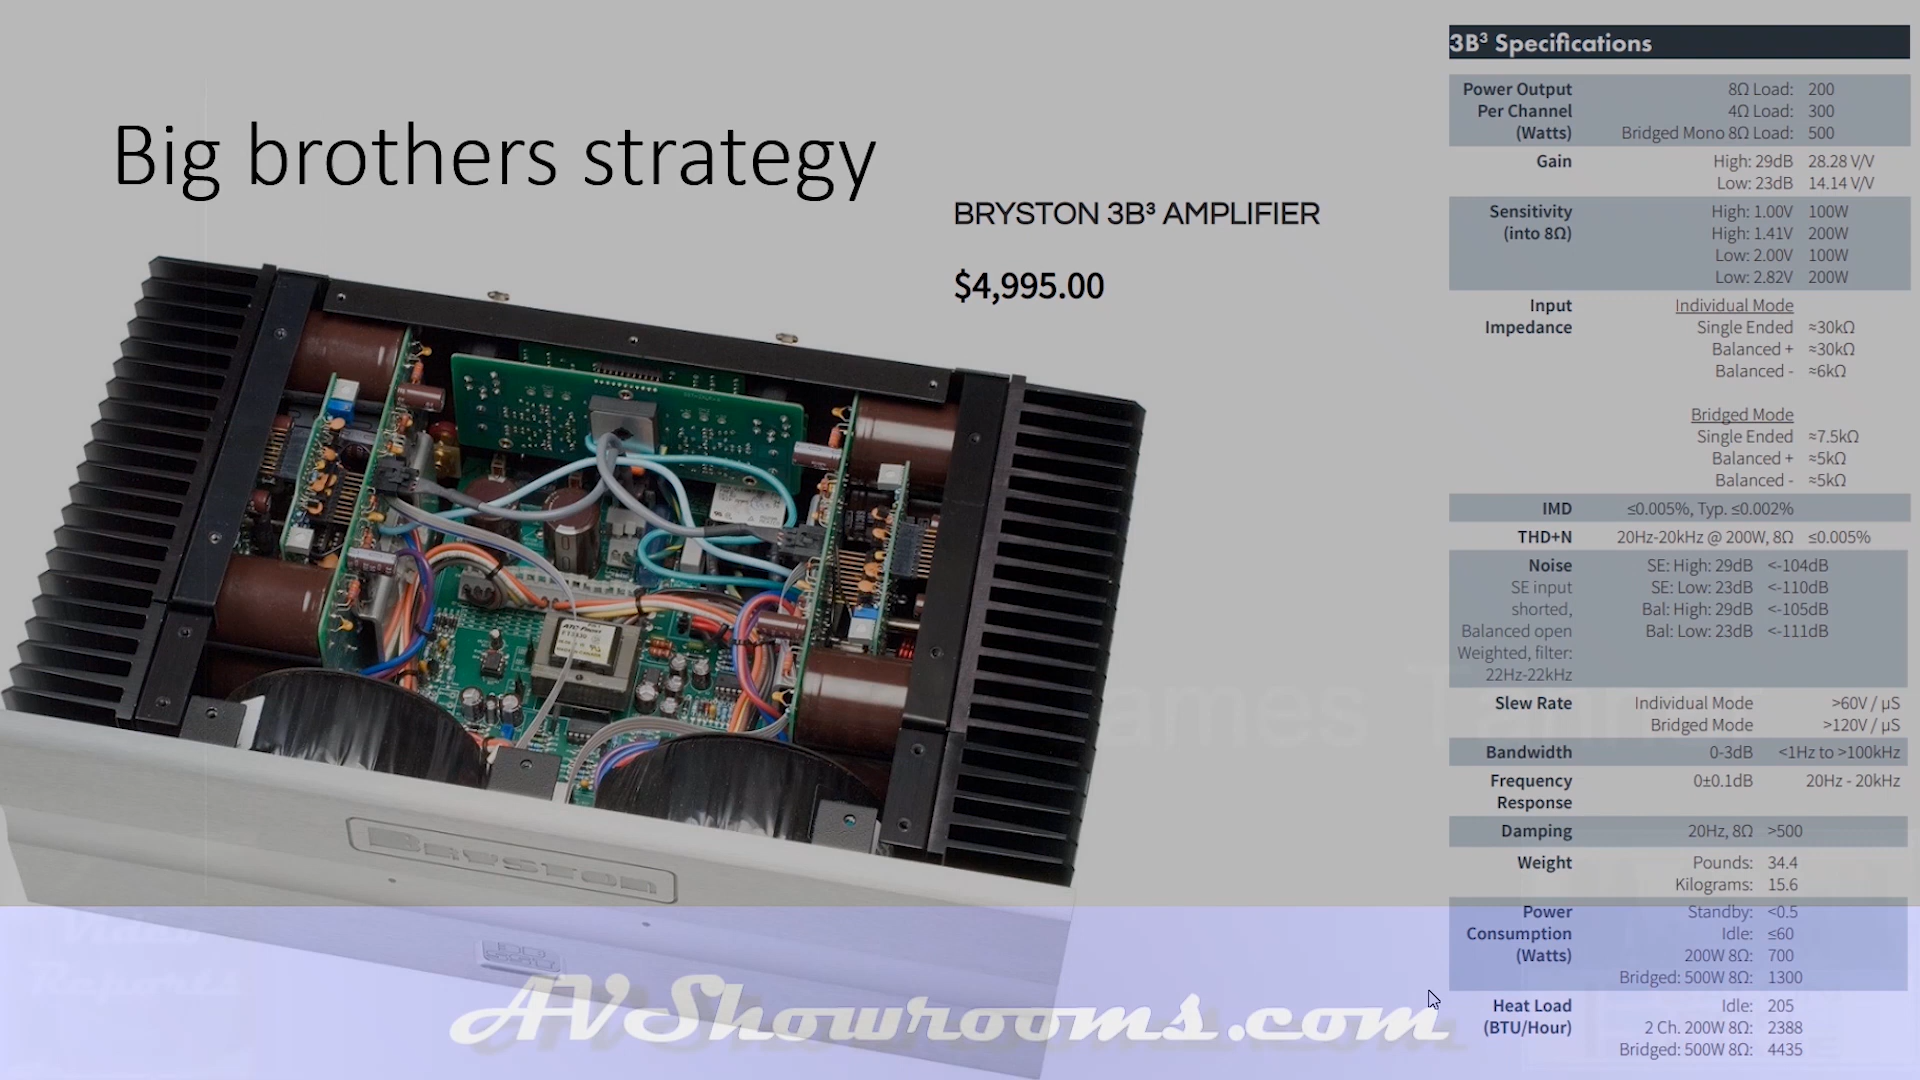 Big brothers strategy
BRYSTON 3B³ AMPLIFIER
$4,995.00
3B³ Specifications
Power Output Per Channel (Watts)
8Ω Load: 200
4Ω Load: 300
Bridged Mono 8Ω Load: 500
Gain
High: 29dB 28.28 V/V
Low: 23dB 14.14 V/V
Sensitivity (into 8Ω)
High: 1.00V 100W
High: 1.41V 200W
Low: 2.00V 100W
Low: 2.82V 200W
Input Impedance
Individual Mode
Single Ended ≈30kΩ
Balanced + ≈30kΩ
Balanced - ≈6kΩ
Bridged Mode
Single Ended ≈7.5kΩ
Balanced + ≈5kΩ
Balanced - ≈5kΩ
IMD ≤0.005%, Typ. ≤0.002%
THD+N 20Hz-20kHz @ 200W, 8Ω ≤0.005%
Noise
SE input shorted,
Balanced open
Weighted, filter:
22Hz-22kHz
SE: High: 29dB <-104dB
SE: Low: 23dB <-110dB
Bal: High: 29dB <-105dB
Bal: Low: 23dB <-111dB
Slew Rate
Individual Mode >60V / µS
Bridged Mode >120V / µS
Bandwidth 0-3dB <1Hz to >100kHz
Frequency Response 0±0.1dB 20Hz - 20kHz
Damping 20Hz, 8Ω >500
Weight
Pounds: 34.4
Kilograms: 15.6
Power Consumption (Watts)
Standby: <0.5
Idle: ≤60
200W 8Ω: 700
Bridged: 500W 8Ω: 1300
Heat Load (BTU/Hour)
Idle: 205
2 Ch. 200W 8Ω: 2388
Bridged: 500W 8Ω: 4435
BRYSTON
Video
Reports
AVShowrooms.com